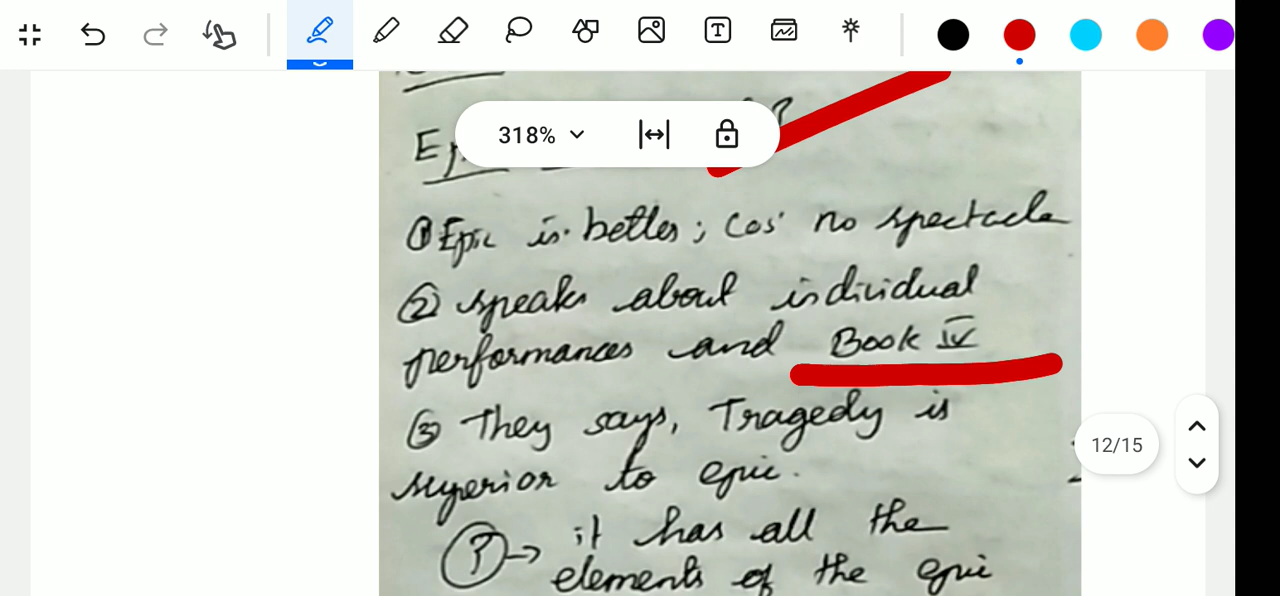 318%
① Epic is better; cos' no spectacle
② speaks about individual
performances and Book IV
③ They says, Tragedy is
superior to epic.
12/15
? → it has all the
elements of the epic